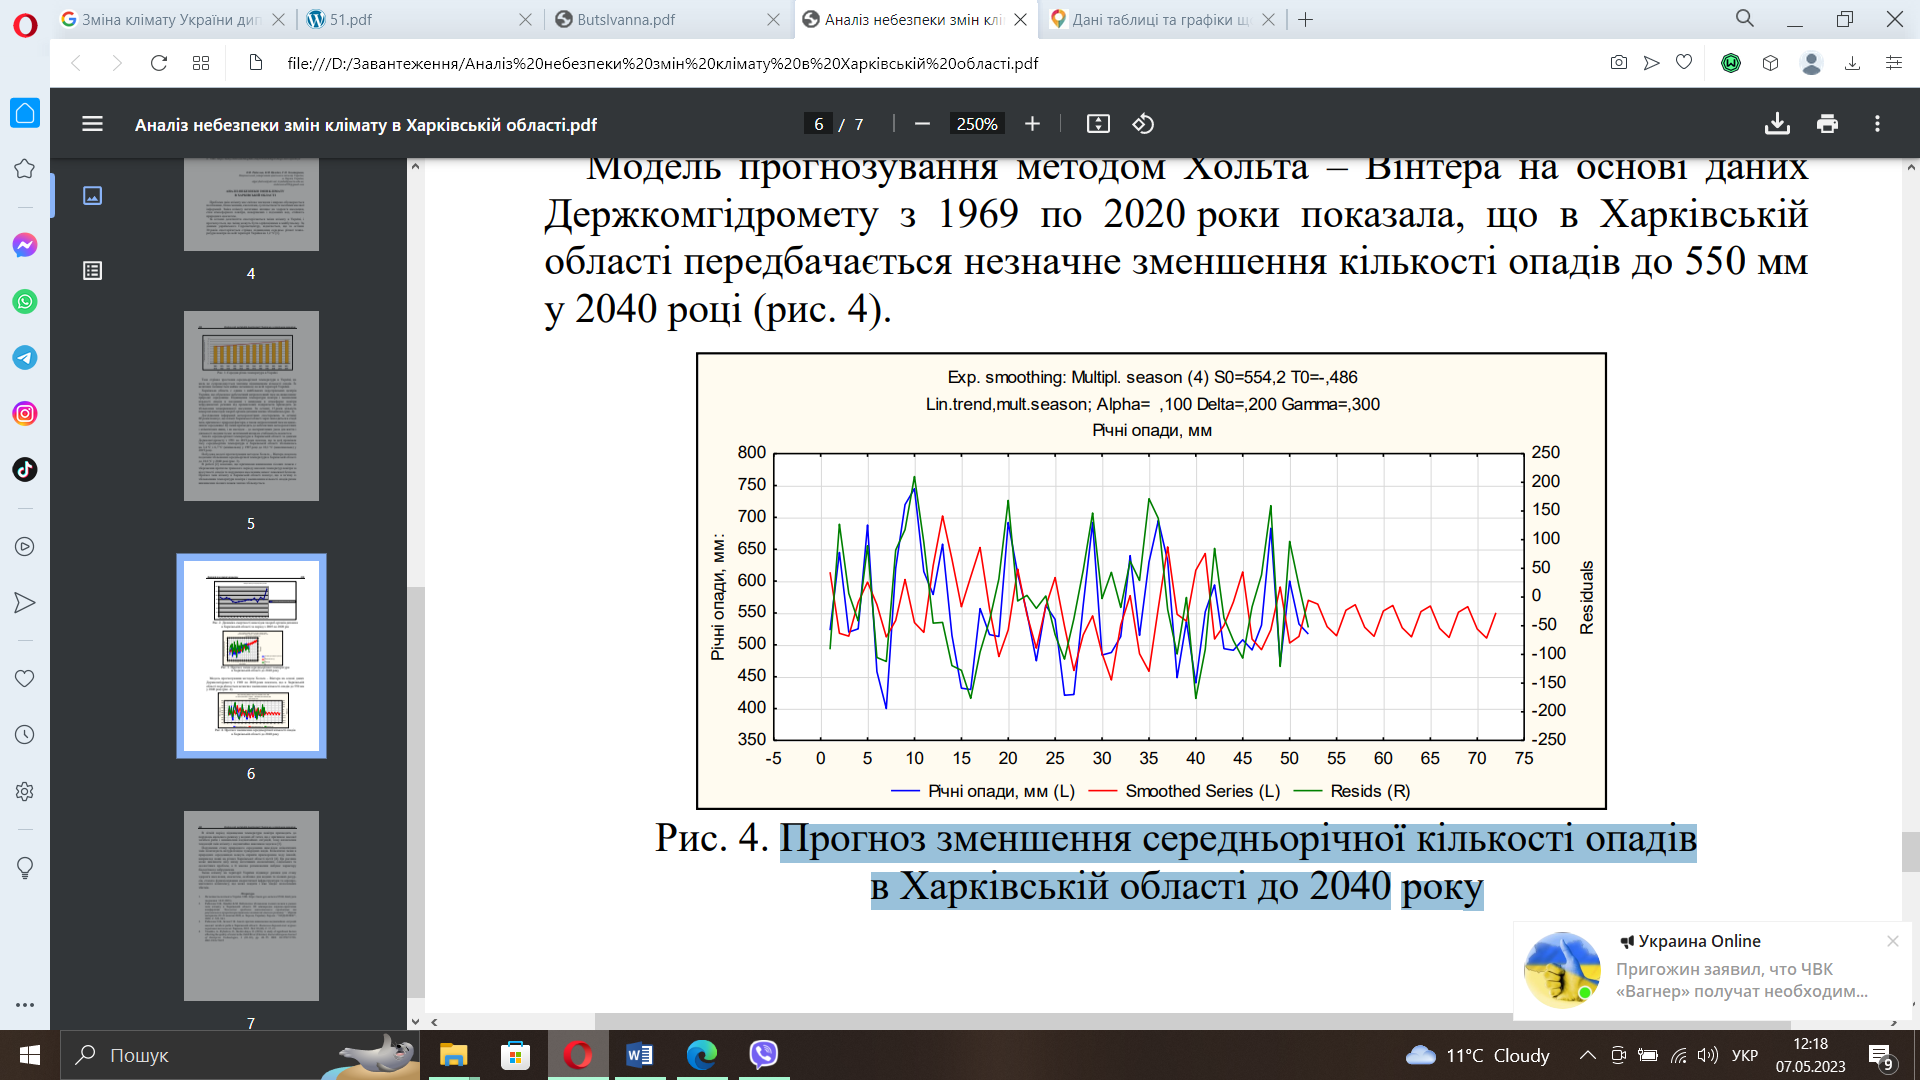 Зміна клімату України дип
51.pdf
Butslvanna.pdf
Аналіз небезпеки змін клі
Дані таблиці та графіки щ
file:///D:/Завантеження/Аналіз%20небезпеки%20змін%20клімату%20в%20Харківській%20області.pdf
Аналіз небезпеки змін клімату в Харківській області.pdf
6 / 7
250%
4
5
6
7
Модель прогнозування методом Хольта – Вінтера на основі даних
Держкомгідромету з 1969 по 2020 роки показала, що в Харківській
області передбачається незначне зменшення кількості опадів до 550 мм
у 2040 році (рис. 4).
Exp. smoothing: Multipl. season (4) S0=554,2 T0=-,486
Lin.trend,mult.season; Alpha= ,100 Delta=,200 Gamma=,300
Річні опади, мм
Річні опади, мм:
800
750
700
650
600
550
500
450
400
350
250
200
150
100
50
0
-50
-100
-150
-200
-250
Residuals
-5 0 5 10 15 20 25 30 35 40 45 50 55 60 65 70 75
Річні опади, мм (L) Smoothed Series (L) Resids (R)
Рис. 4. Прогноз зменшення середньорічної кількості опадів
в Харківській області до 2040 року
Украина Online
Пригожин заявил, что ЧВК
«Вагнер» получат необходим...
Пошук
11°C Cloudy
УКР
12:18
07.05.2023
9